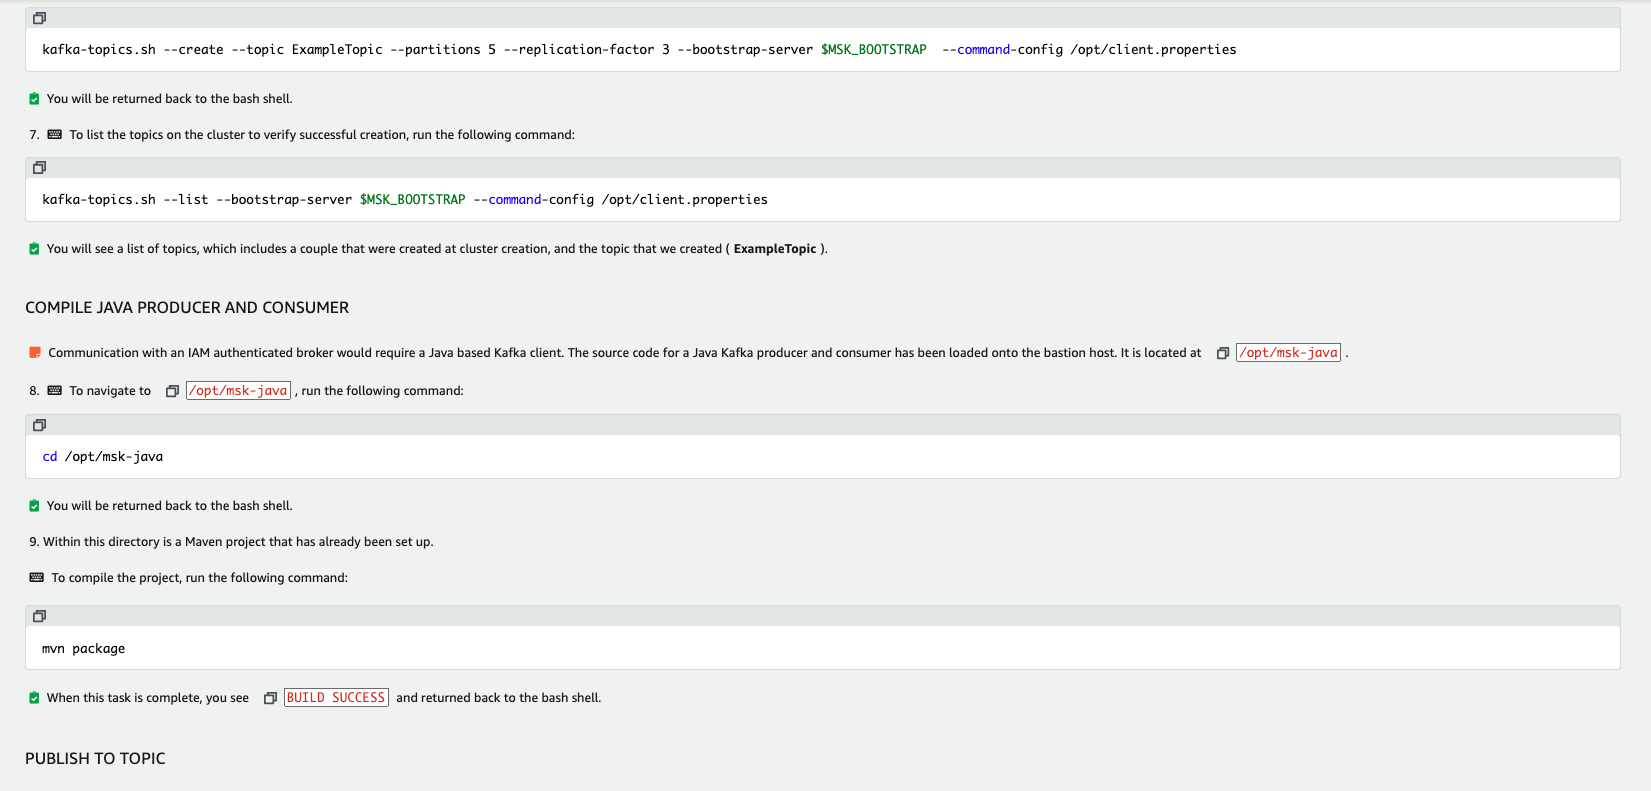 kafka-topics.sh --create --topic ExampleTopic --partitions 5 --replication-factor 3 --bootstrap-server $MSK_BOOTSTRAP  --command-config /opt/client.properties
You will be returned back to the bash shell.
7. To list the topics on the cluster to verify successful creation, run the following command:
kafka-topics.sh --list --bootstrap-server $MSK_BOOTSTRAP --command-config /opt/client.properties
You will see a list of topics, which includes a couple that were created at cluster creation, and the topic that we created ( ExampleTopic ).
COMPILE JAVA PRODUCER AND CONSUMER
Communication with an IAM authenticated broker would require a Java based Kafka client. The source code for a Java Kafka producer and consumer has been loaded onto the bastion host. It is located at /opt/msk-java .
8. To navigate to /opt/msk-java , run the following command:
cd /opt/msk-java
You will be returned back to the bash shell.
9. Within this directory is a Maven project that has already been set up.
To compile the project, run the following command:
mvn package
When this task is complete, you see BUILD SUCCESS and returned back to the bash shell.
PUBLISH TO TOPIC